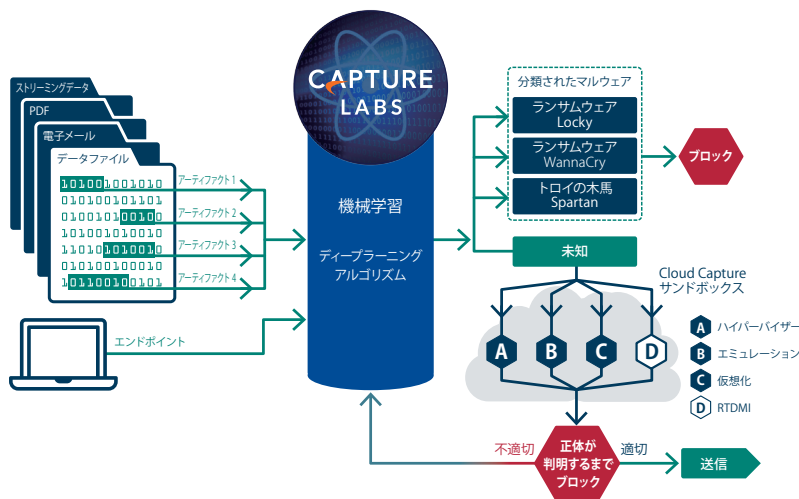 ストリーミングデータ
PDF
電子メール
データファイル
10100 1001010
アーティファクト 1
アーティファクト 2
アーティファクト 3
アーティファクト 4
エンドポイント
CAPTURE
LABS
機械学習
ディープラーニング
アルゴリズム
分類されたマルウェア
ランサムウェア
Locky
ランサムウェア
WannaCry
トロイの木馬
Spartan
ブロック
未知
Cloud Capture
サンドボックス
A
B
C
D
A ハイパーバイザー
B エミュレーション
C 仮想化
D RTDMI
不適切
正体が
判明するまで
ブロック
適切
送信